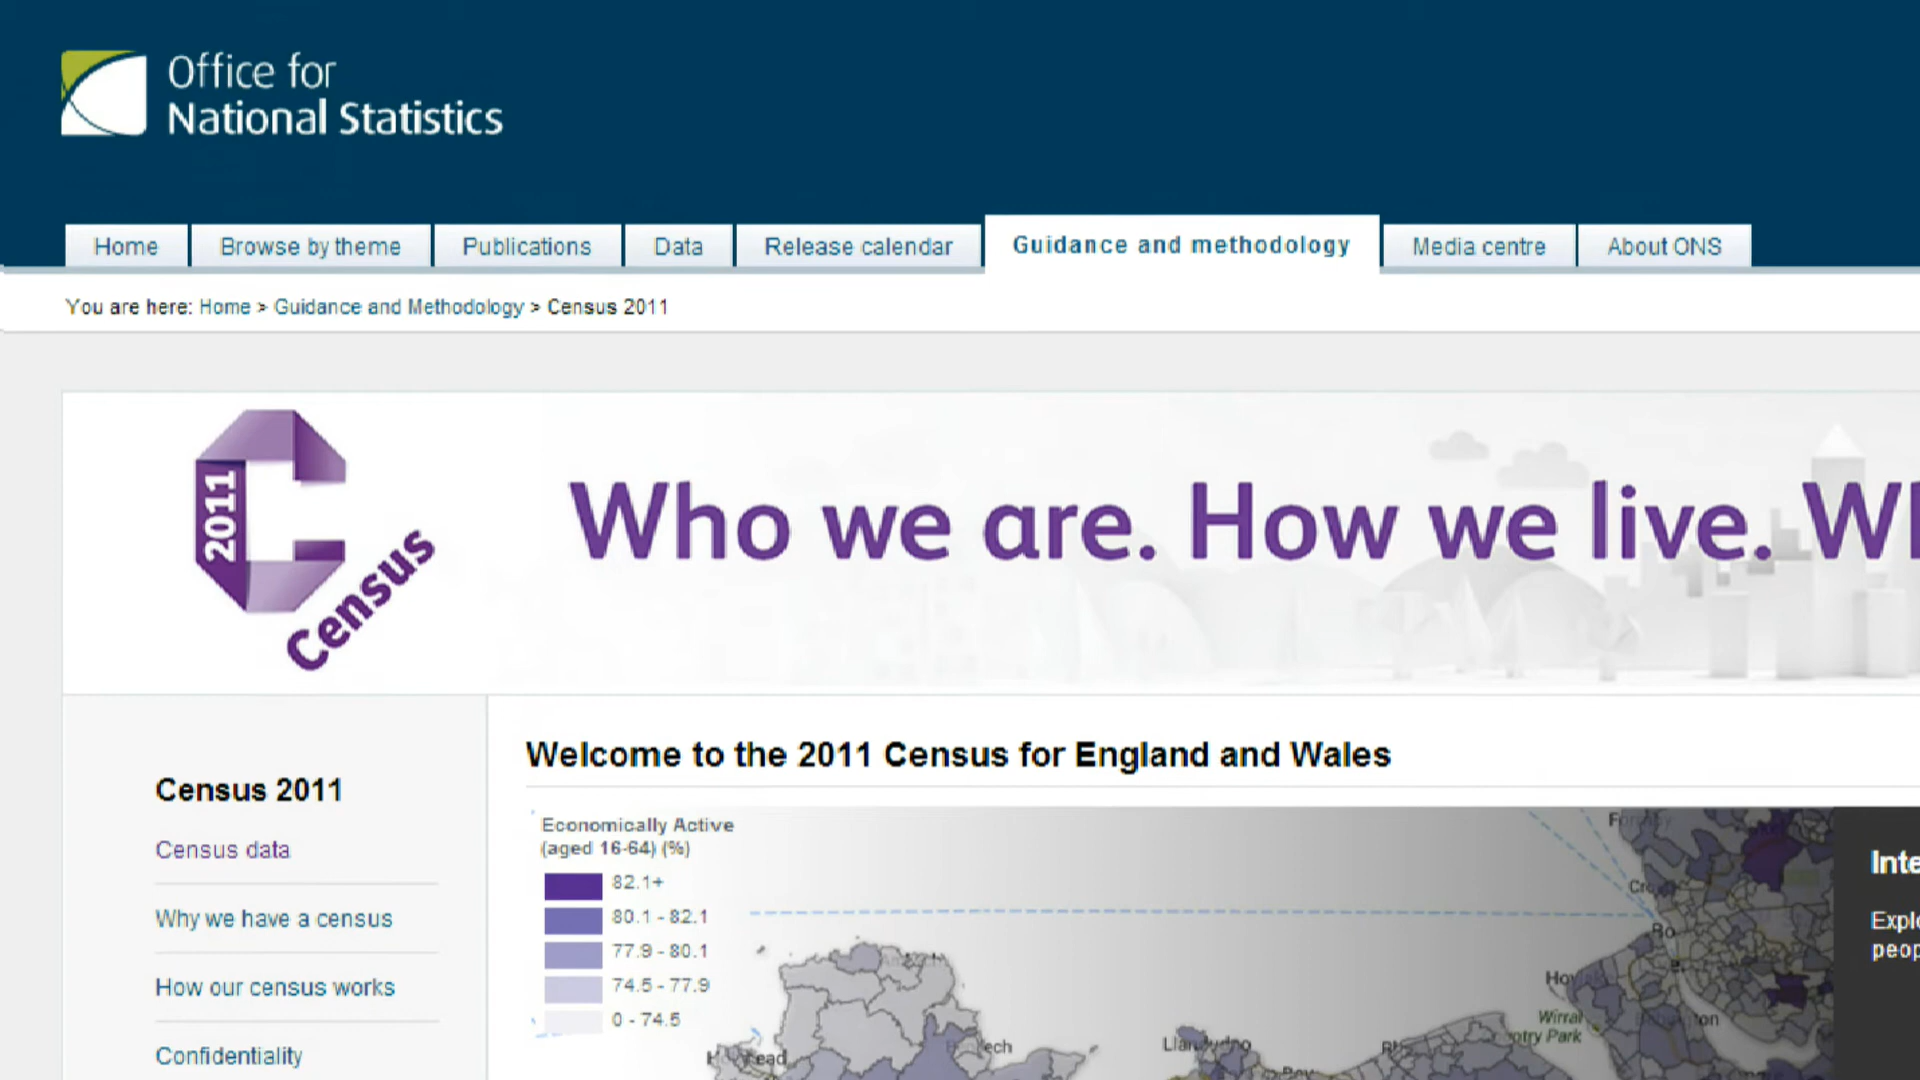 Office for
National Statistics
Home
Browse by theme
Publications
Data
Release calendar
Guidance and methodology
Media centre
About ONS
You are here: Home > Guidance and Methodology > Census 2011
2011
Census
Who we are. How we live.
Welcome to the 2011 Census for England and Wales
Census 2011
Census data
Why we have a census
How our census works
Confidentiality
Economically Active
(aged 16-64) (%)
82.1+
80.1 - 82.1
77.9 - 80.1
74.5 - 77.9
0 - 74.5
Wirral